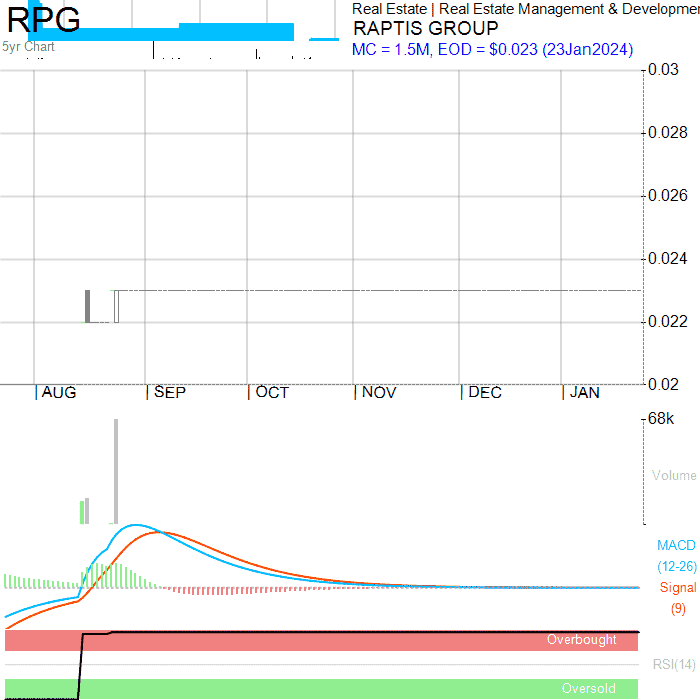 RPG
Real Estate | Real Estate Management & Developmen
RAPTIS GROUP
5yr Chart
MC = 1.5M, EOD = $0.023 (23Jan2024)
0.03
0.028
0.026
0.024
0.022
0.02
AUG SEP OCT NOV DEC JAN
68k
Volume
MACD
(12-26)
Signal
(9)
Overbought
RSI(14)
Oversold